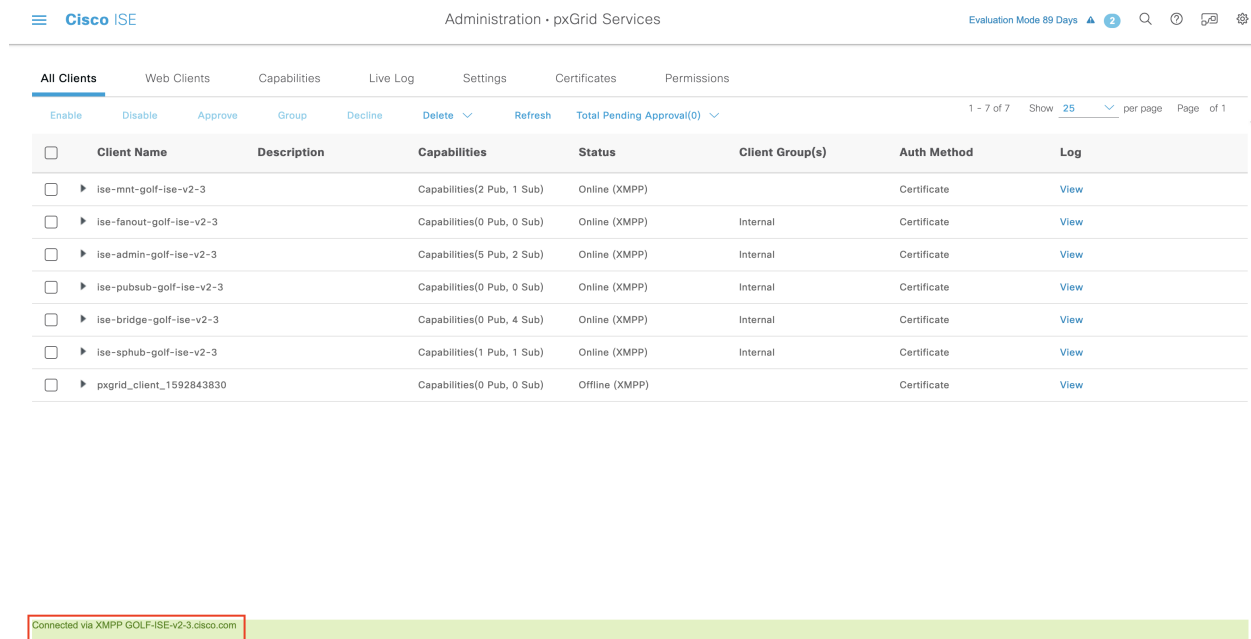 Cisco ISE Administration · pxGrid Services Evaluation Mode 89 Days 2
All Clients Web Clients Capabilities Live Log Settings Certificates Permissions
Enable Disable Approve Group Decline Delete Refresh Total Pending Approval(0) 1 - 7 of 7 Show 25 per page Page of 1
Client Name Description Capabilities Status Client Group(s) Auth Method Log
ise-mnt-golf-ise-v2-3 Capabilities(2 Pub, 1 Sub) Online (XMPP) Certificate View
ise-fanout-golf-ise-v2-3 Capabilities(0 Pub, 0 Sub) Online (XMPP) Internal Certificate View
ise-admin-golf-ise-v2-3 Capabilities(5 Pub, 2 Sub) Online (XMPP) Internal Certificate View
ise-pubsub-golf-ise-v2-3 Capabilities(0 Pub, 0 Sub) Online (XMPP) Internal Certificate View
ise-bridge-golf-ise-v2-3 Capabilities(0 Pub, 4 Sub) Online (XMPP) Internal Certificate View
ise-sphub-golf-ise-v2-3 Capabilities(1 Pub, 1 Sub) Online (XMPP) Internal Certificate View
pxgrid_client_1592843830 Capabilities(0 Pub, 0 Sub) Offline (XMPP) Certificate View
Connected via XMPP GOLF-ISE-v2-3.cisco.com